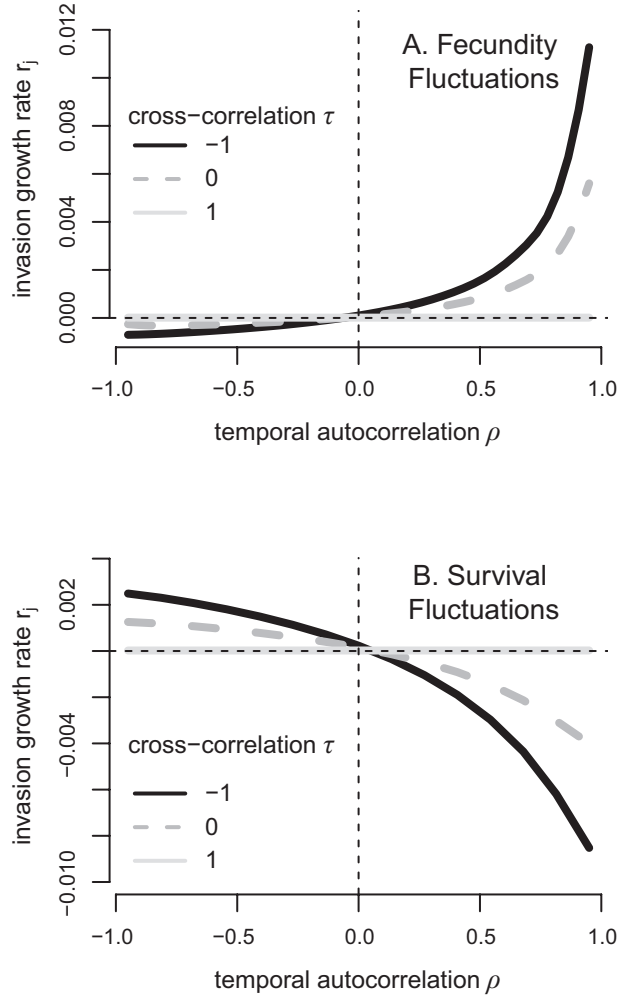 A. Fecundity
Fluctuations
invasion growth rate rj
0.012
0.008
0.004
0.000
cross−correlation τ
−1
0
1
−1.0 −0.5 0.0 0.5 1.0
temporal autocorrelation ρ
B. Survival
Fluctuations
invasion growth rate rj
0.002
−0.004
−0.010
cross−correlation τ
−1
0
1
−1.0 −0.5 0.0 0.5 1.0
temporal autocorrelation ρ